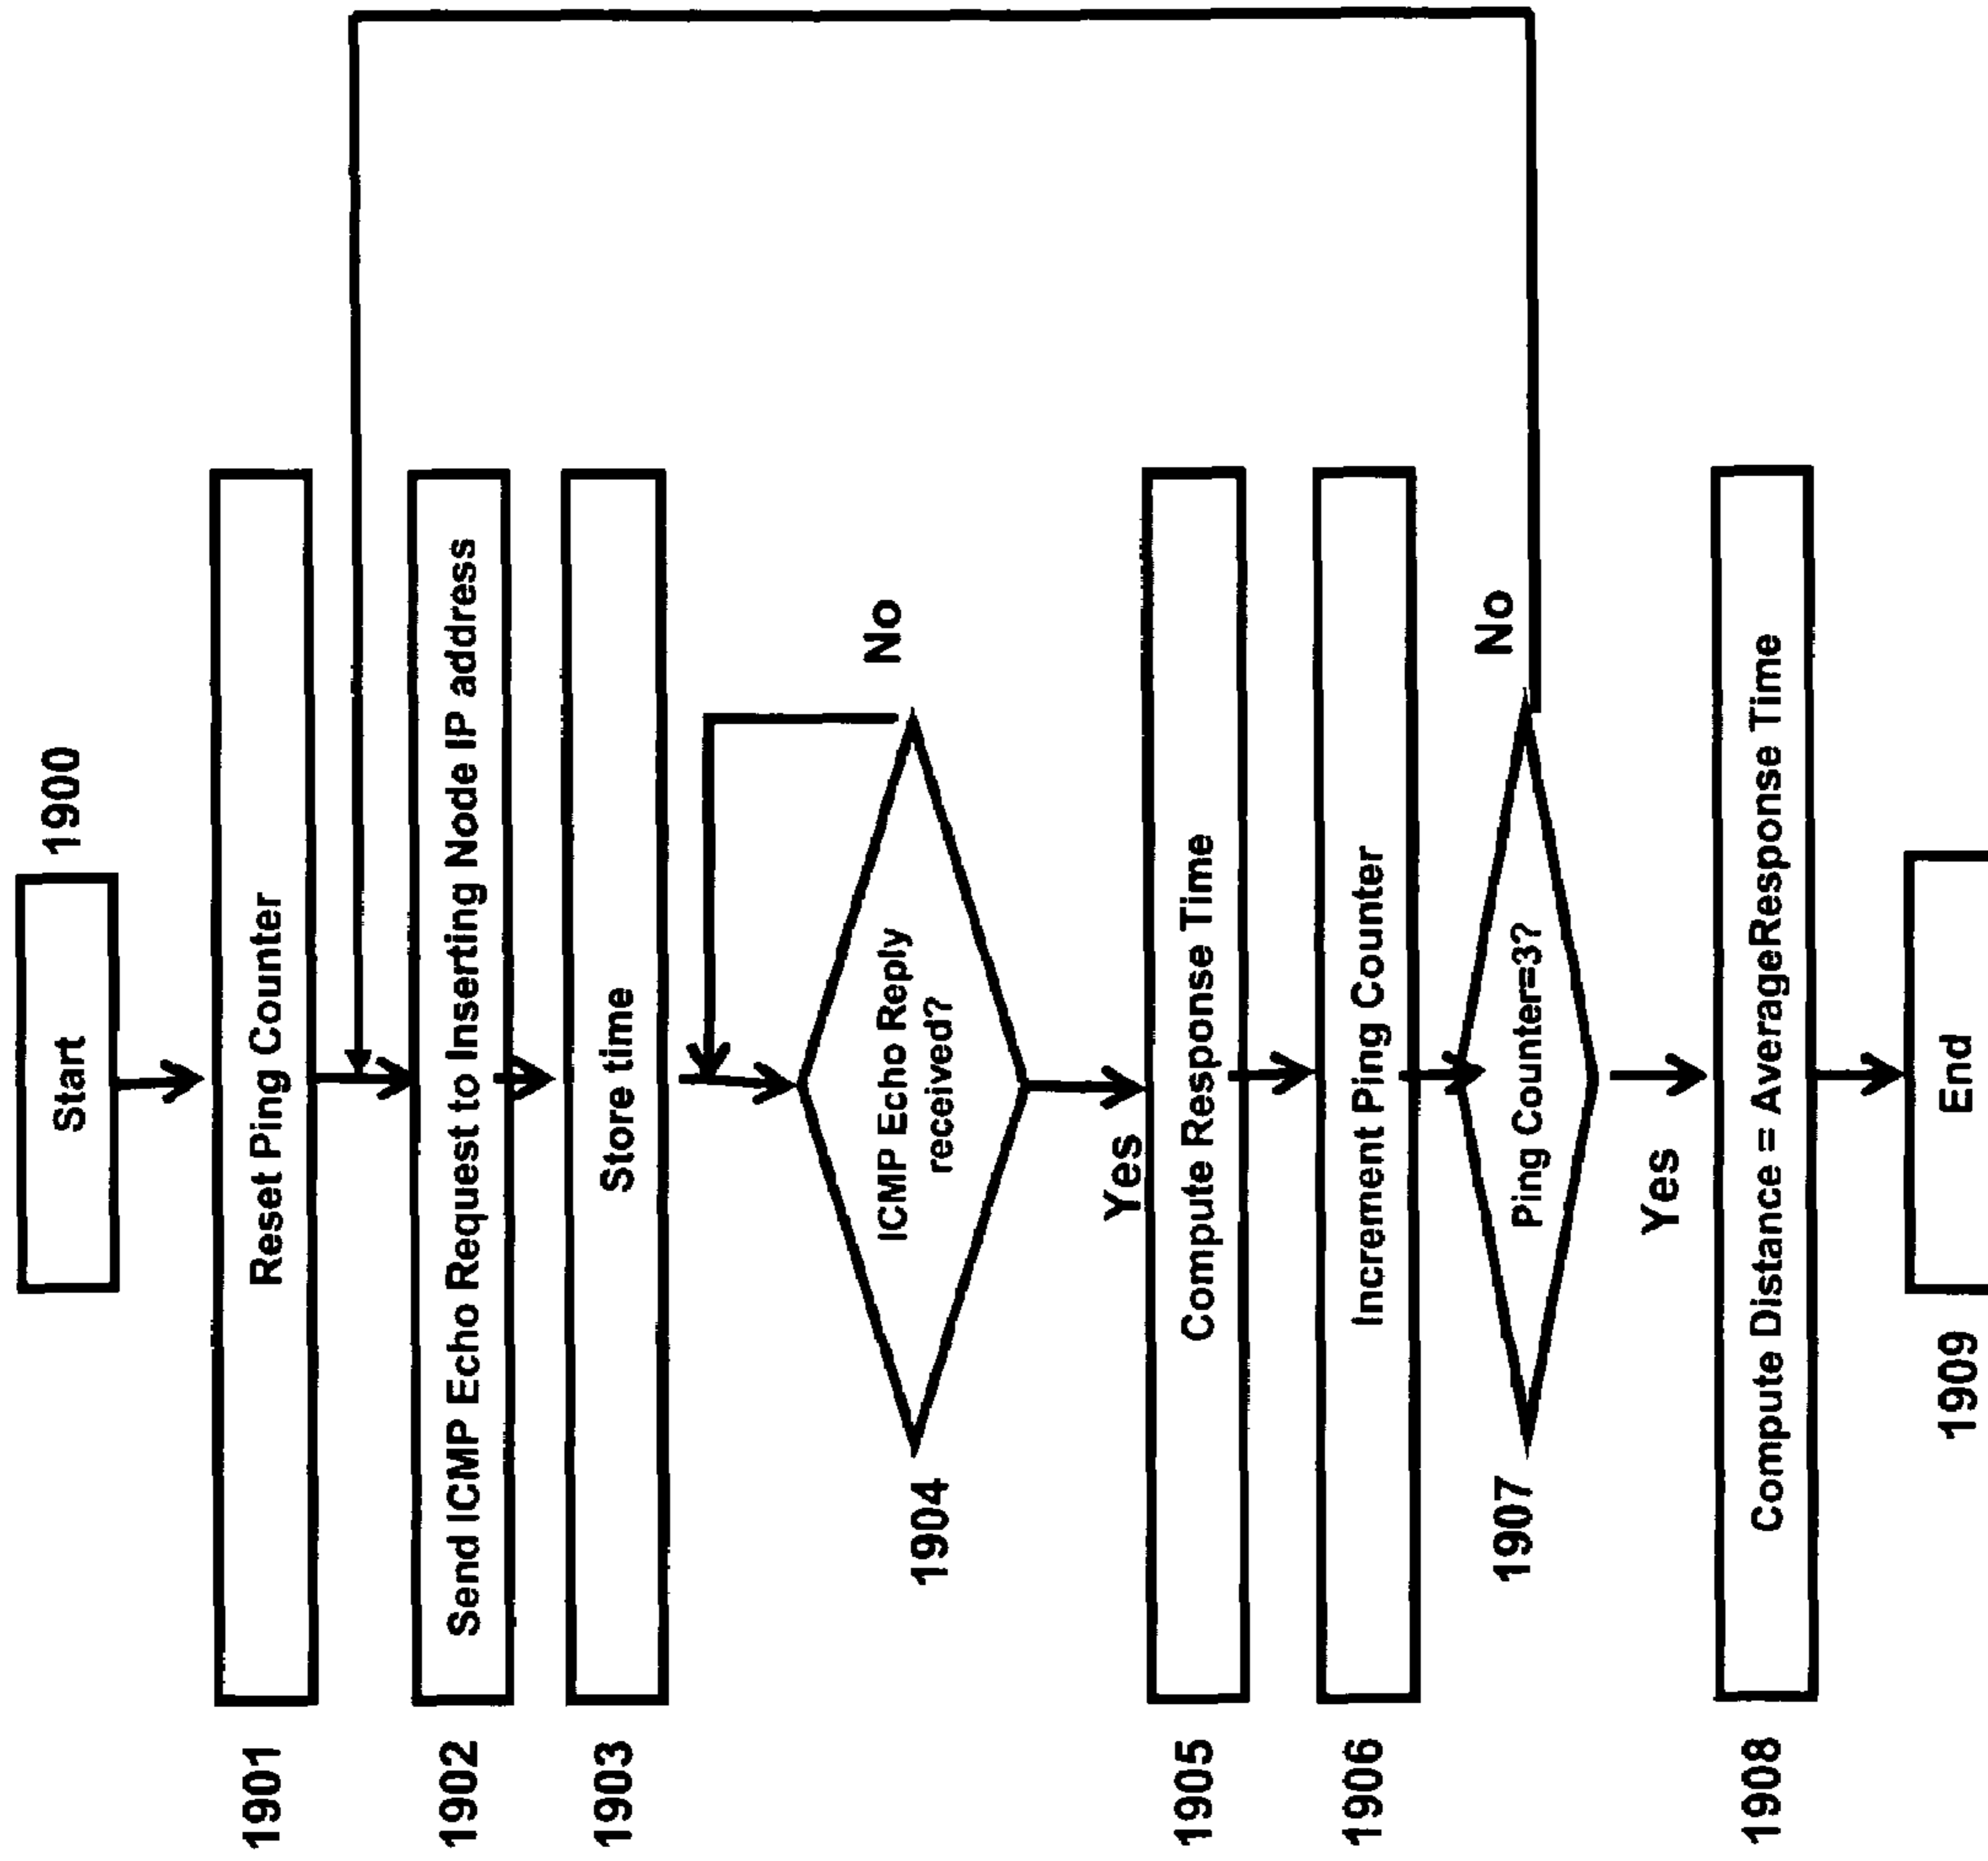 Start 1900
1901 Reset Ping Counter
1902 Send ICMP Echo Request to Inserting Node IP address
1903 Store time
1904 ICMP Echo Reply
received?
No
Yes
1905 Compute Response Time
1906 Increment Ping Counter
1907 Ping Counter=3?
No
Yes
1908 Compute Distance = AverageResponse Time
1909 End